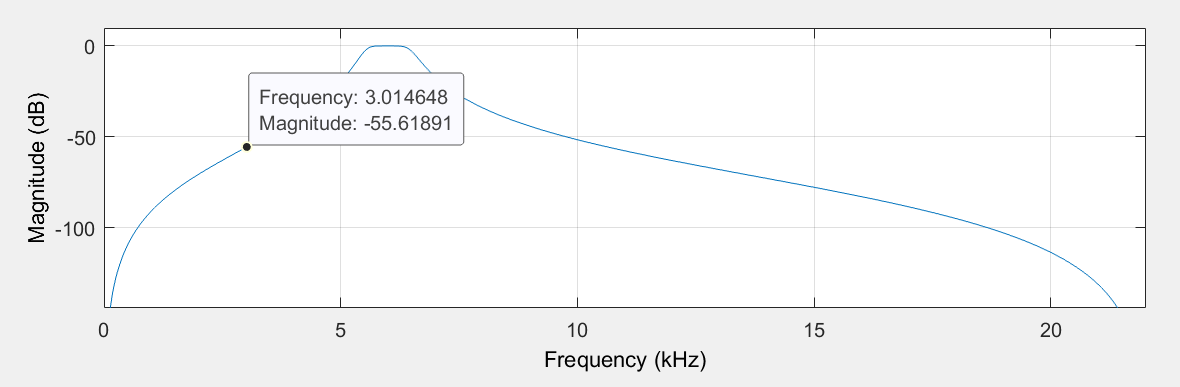 0
Frequency: 3.014648
Magnitude: -55.61891
-50
-100
Magnitude (dB)
0 5 10 15 20
Frequency (kHz)